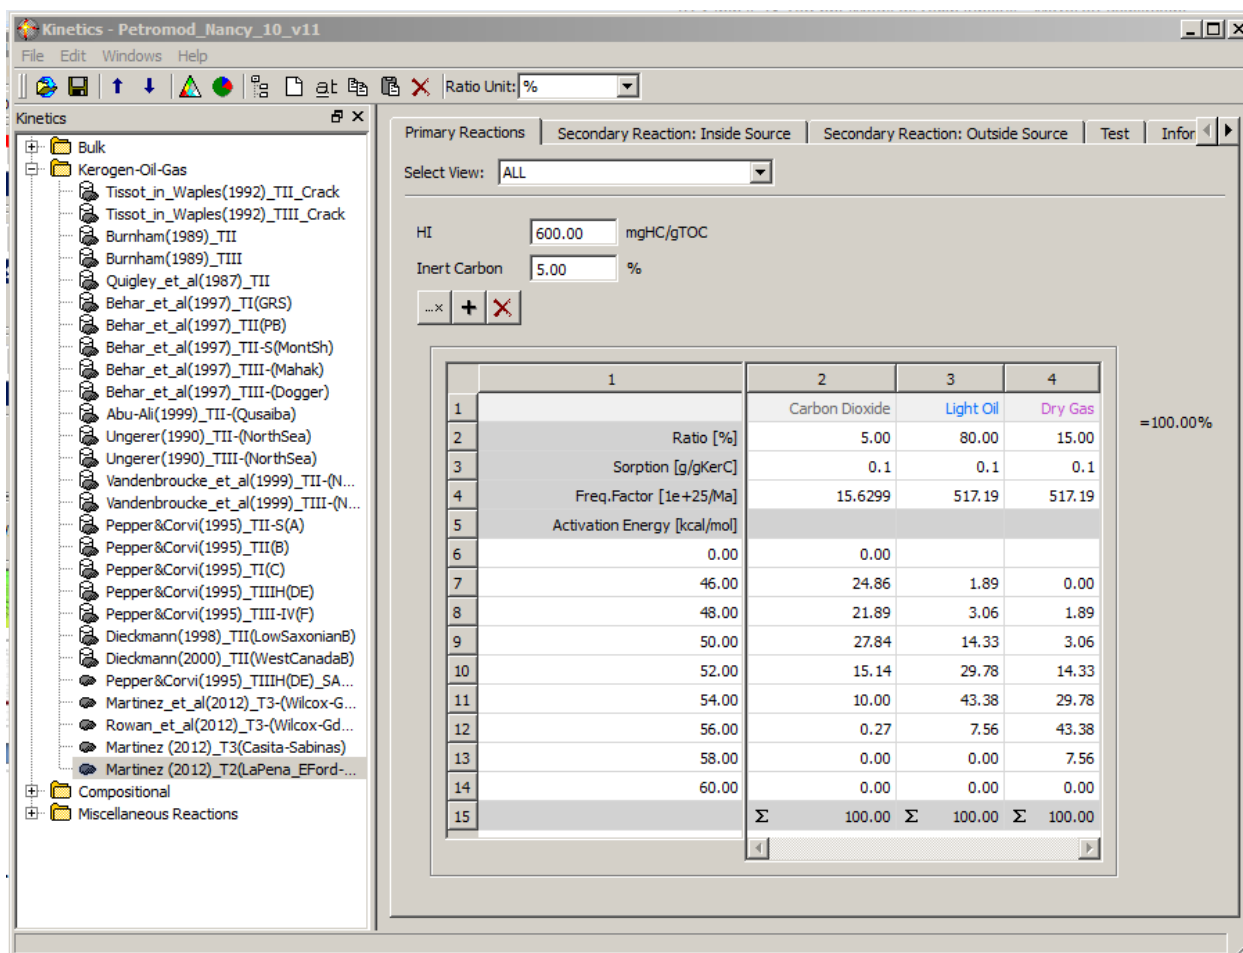 Kinetics - Petromod_Nancy_10_v11
File Edit Windows Help
at Ratio Unit: %
Kinetics
Bulk
Kerogen-Oil-Gas
Tissot_in_Waples(1992)_TII_Crack
Tissot_in_Waples(1992)_TIII_Crack
Burnham(1989)_TII
Burnham(1989)_TIII
Quigley_et_al(1987)_TII
Behar_et_al(1997)_TI(GRS)
Behar_et_al(1997)_TII(PB)
Behar_et_al(1997)_TII-S(MontSh)
Behar_et_al(1997)_TIII-(Mahak)
Behar_et_al(1997)_TIII-(Dogger)
Abu-Ali(1999)_TII-(Qusaiba)
Ungerer(1990)_TII-(NorthSea)
Ungerer(1990)_TIII-(NorthSea)
Vandenbroucke_et_al(1999)_TII-(N...
Vandenbroucke_et_al(1999)_TIII-(N...
Pepper&Corvi(1995)_TII-S(A)
Pepper&Corvi(1995)_TII(B)
Pepper&Corvi(1995)_TI(C)
Pepper&Corvi(1995)_TIIIH(DE)
Pepper&Corvi(1995)_TIII-IV(F)
Dieckmann(1998)_TII(LowSaxonianB)
Dieckmann(2000)_TII(WestCanadaB)
Pepper&Corvi(1995)_TIIIH(DE)_SA...
Martinez_et_al(2012)_T3-(Wilcox-G...
Rowan_et_al(2012)_T3-(Wilcox-Gd...
Martinez (2012)_T3(Casita-Sabinas)
Martinez (2012)_T2(LaPena_EFord-...
Compositional
Miscellaneous Reactions
Primary Reactions Secondary Reaction: Inside Source Secondary Reaction: Outside Source Test Infor
Select View: ALL
HI 600.00 mgHC/gTOC
Inert Carbon 5.00 %
...x
1 2 3 4
1 Carbon Dioxide Light Oil Dry Gas
2 Ratio [%] 5.00 80.00 15.00
3 Sorption [g/gKerC] 0.1 0.1 0.1
4 Freq.Factor [1e+25/Ma] 15.6299 517.19 517.19
5 Activation Energy [kcal/mol]
6 0.00 0.00
7 46.00 24.86 1.89 0.00
8 48.00 21.89 3.06 1.89
9 50.00 27.84 14.33 3.06
10 52.00 15.14 29.78 14.33
11 54.00 10.00 43.38 29.78
12 56.00 0.27 7.56 43.38
13 58.00 0.00 0.00 7.56
14 60.00 0.00 0.00 0.00
15 Σ 100.00 Σ 100.00 Σ 100.00
=100.00%